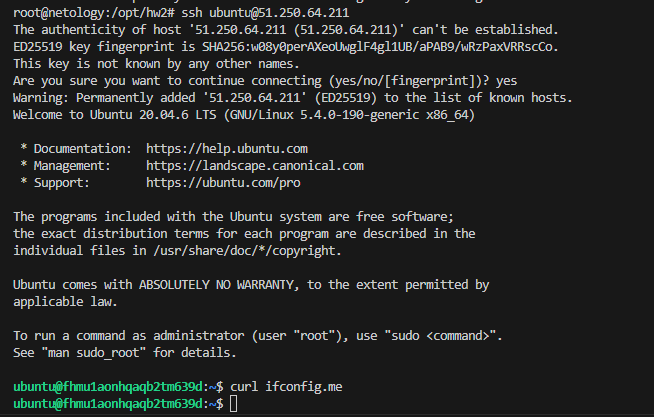 root@netology:/opt/hw2# ssh ubuntu@51.250.64.211
The authenticity of host '51.250.64.211 (51.250.64.211)' can't be established.
ED25519 key fingerprint is SHA256:w08y0perAXeoUwglF4gl1UB/aPAB9/wRzPaxVRRscCo.
This key is not known by any other names.
Are you sure you want to continue connecting (yes/no/[fingerprint])? yes
Warning: Permanently added '51.250.64.211' (ED25519) to the list of known hosts.
Welcome to Ubuntu 20.04.6 LTS (GNU/Linux 5.4.0-190-generic x86_64)

 * Documentation:  https://help.ubuntu.com
 * Management:     https://landscape.canonical.com
 * Support:        https://ubuntu.com/pro

The programs included with the Ubuntu system are free software;
the exact distribution terms for each program are described in the
individual files in /usr/share/doc/*/copyright.

Ubuntu comes with ABSOLUTELY NO WARRANTY, to the extent permitted by
applicable law.

To run a command as administrator (user "root"), use "sudo <command>".
See "man sudo_root" for details.

ubuntu@fhmu1aonhqaqb2tm639d:~$ curl ifconfig.me
ubuntu@fhmu1aonhqaqb2tm639d:~$